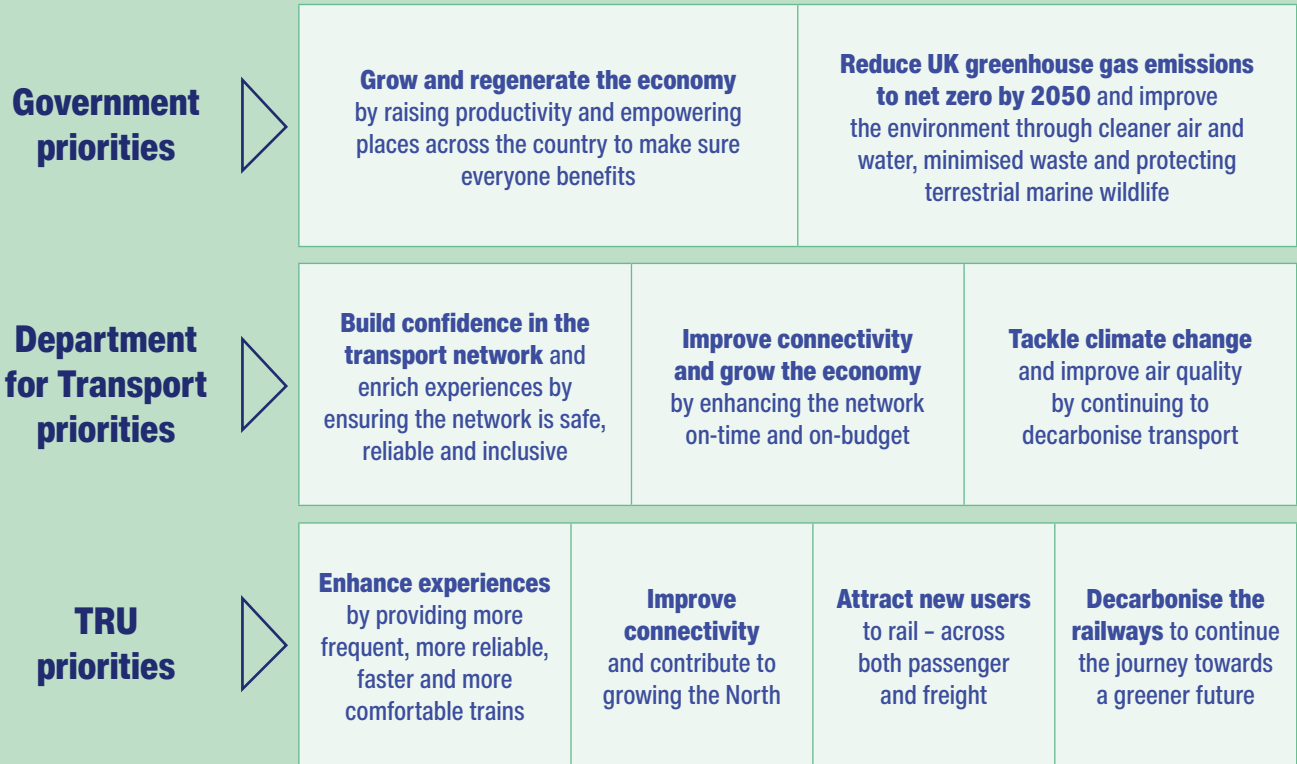 Government
priorities
Grow and regenerate the economy
by raising productivity and empowering
places across the country to make sure
everyone benefits
Reduce UK greenhouse gas emissions
to net zero by 2050 and improve
the environment through cleaner air and
water, minimised waste and protecting
terrestrial marine wildlife
Department
for Transport
priorities
Build confidence in the
transport network and
enrich experiences by
ensuring the network is safe,
reliable and inclusive
Improve connectivity
and grow the economy
by enhancing the network
on-time and on-budget
Tackle climate change
and improve air quality
by continuing to
decarbonise transport
TRU
priorities
Enhance experiences
by providing more
frequent, more reliable,
faster and more
comfortable trains
Improve
connectivity
and contribute to
growing the North
Attract new users
to rail – across
both passenger
and freight
Decarbonise the
railways to continue
the journey towards
a greener future